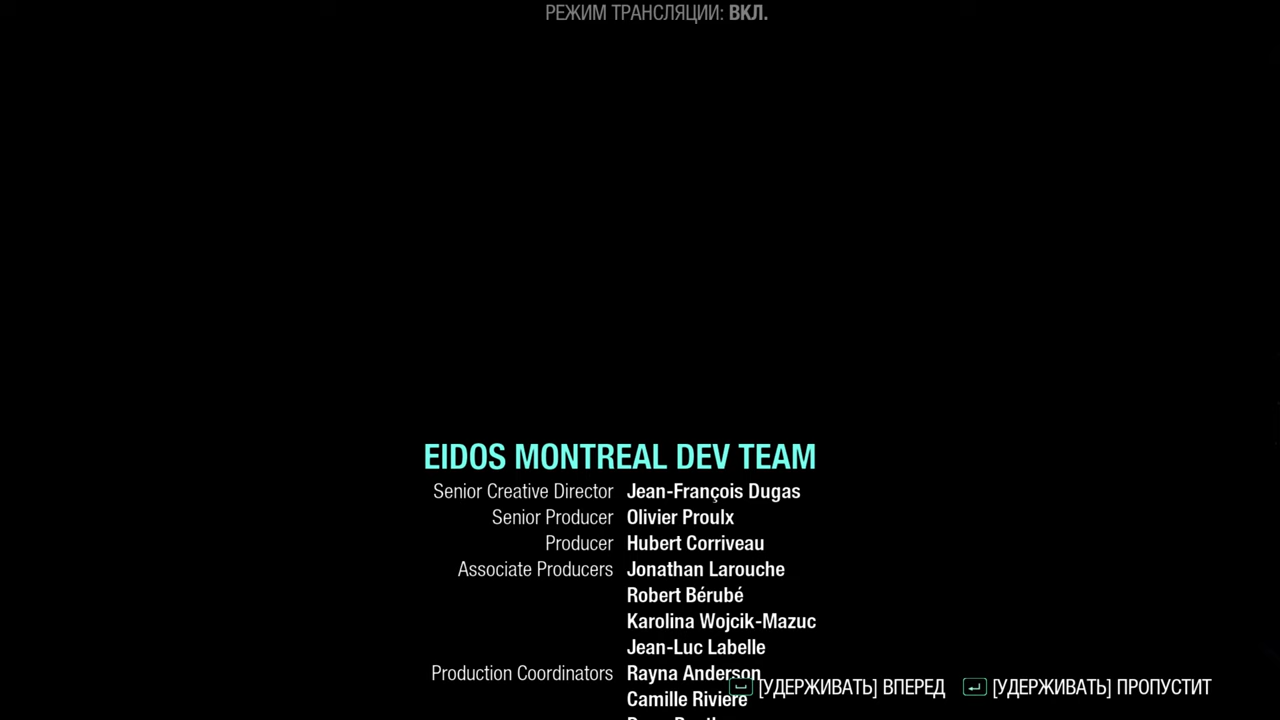 РЕЖИМ ТРАНСЛЯЦИИ: ВКЛ.
EIDOS MONTREAL DEV TEAM
Senior Creative Director Jean-François Dugas
Senior Producer Olivier Proulx
Producer Hubert Corriveau
Associate Producers Jonathan Larouche
Robert Bérubé
Karolina Wojcik-Mazuc
Jean-Luc Labelle
Production Coordinators Rayna Anderson
[УДЕРЖИВАТЬ] ВПЕРЕД [УДЕРЖИВАТЬ] ПРОПУСТИТ
Camille Rivière